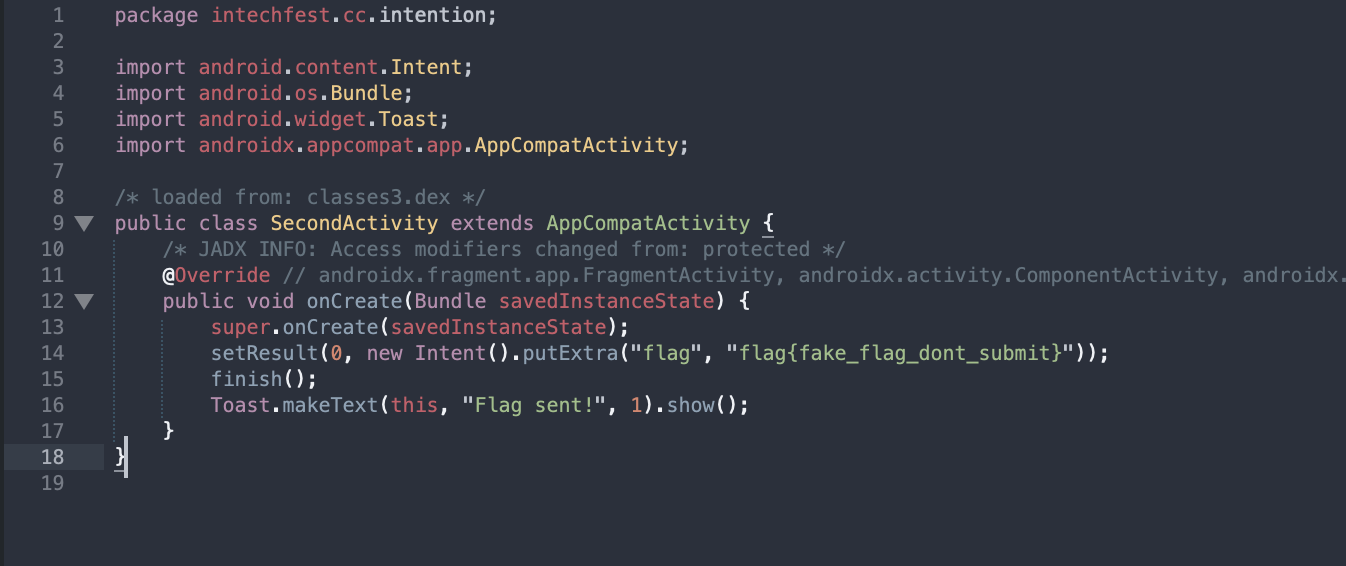 1 package intechfest.cc.intention;
2
3 import android.content.Intent;
4 import android.os.Bundle;
5 import android.widget.Toast;
6 import androidx.appcompat.app.AppCompatActivity;
7
8 /* loaded from: classes3.dex */
9 public class SecondActivity extends AppCompatActivity {
10 /* JADX INFO: Access modifiers changed from: protected */
11 @Override // androidx.fragment.app.FragmentActivity, androidx.activity.ComponentActivity, androidx.
12 public void onCreate(Bundle savedInstanceState) {
13 super.onCreate(savedInstanceState);
14 setResult(0, new Intent().putExtra("flag", "flag{fake_flag_dont_submit}"));
15 finish();
16 Toast.makeText(this, "Flag sent!", 1).show();
17 }
18 }
19